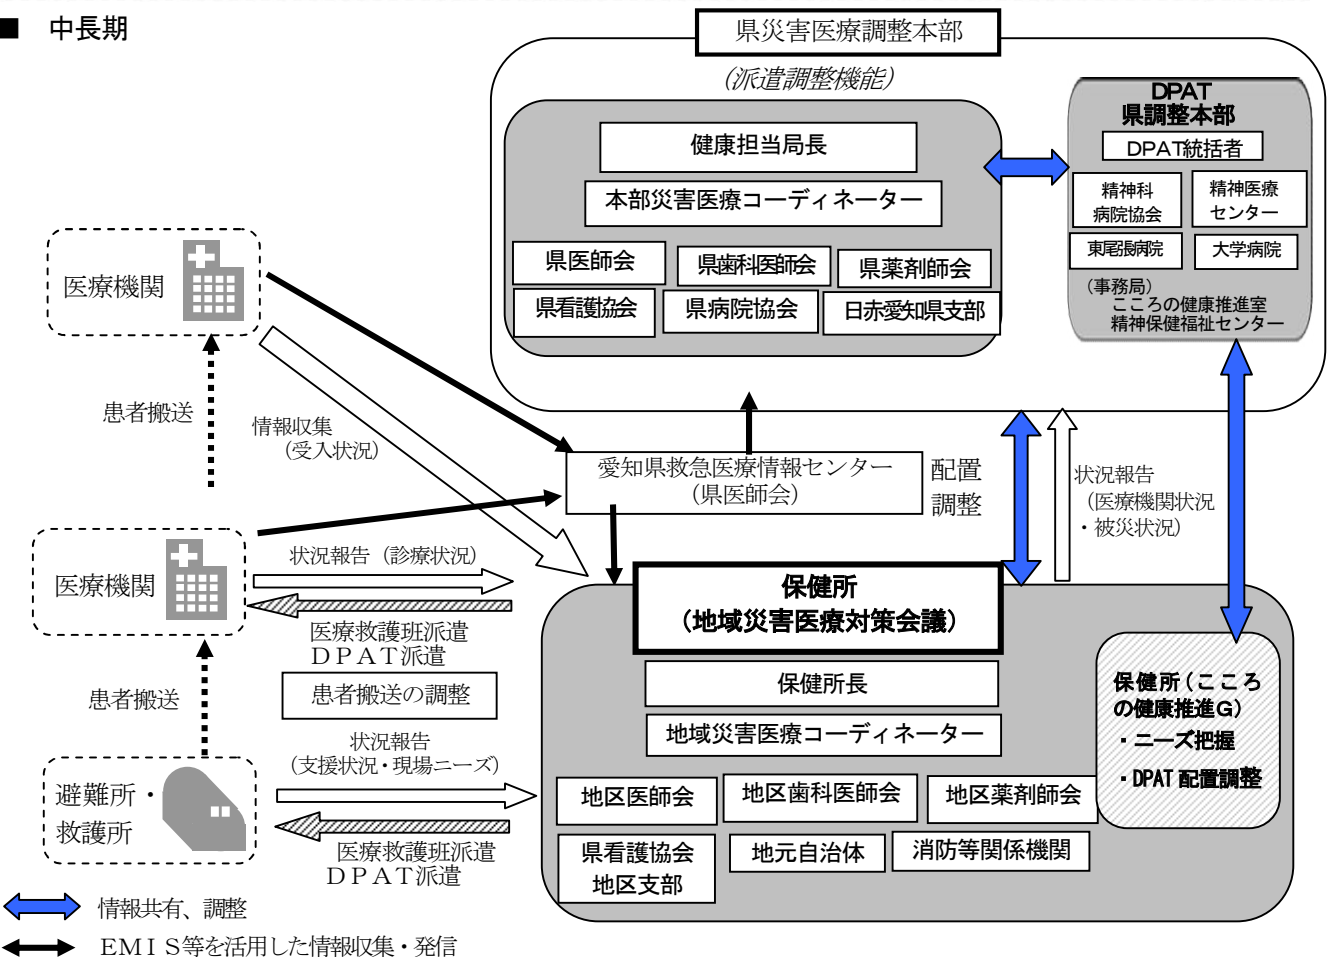 ■ 中長期
県災害医療調整本部
(派遣調整機能)
健康担当局長
本部災害医療コーディネーター
県医師会
県歯科医師会
県薬剤師会
県看護協会
県病院協会
日赤愛知県支部
DPAT
県調整本部
DPAT統括者
精神科
病院協会
精神医療
センター
東尾張病院
大学病院
（事務局）
こころの健康推進室
精神保健福祉センター
医療機関
患者搬送
情報収集
（受入状況）
愛知県救急医療情報センター
（県医師会）
配置
調整
状況報告
（医療機関状況
・被災状況）
医療機関
状況報告（診療状況）
医療救護班派遣
ＤＰＡＴ派遣
患者搬送
患者搬送の調整
状況報告
（支援状況・現場ニーズ）
避難所・
救護所
医療救護班派遣
ＤＰＡＴ派遣
保健所
（地域災害医療対策会議）
保健所長
地域災害医療コーディネーター
地区医師会
地区歯科医師会
地区薬剤師会
県看護協会
地区支部
地元自治体
消防等関係機関
保健所（こころ
の健康推進Ｇ）
・ニーズ把握
・DPAT 配置調整
情報共有、調整
ＥＭＩＳ等を活用した情報収集・発信